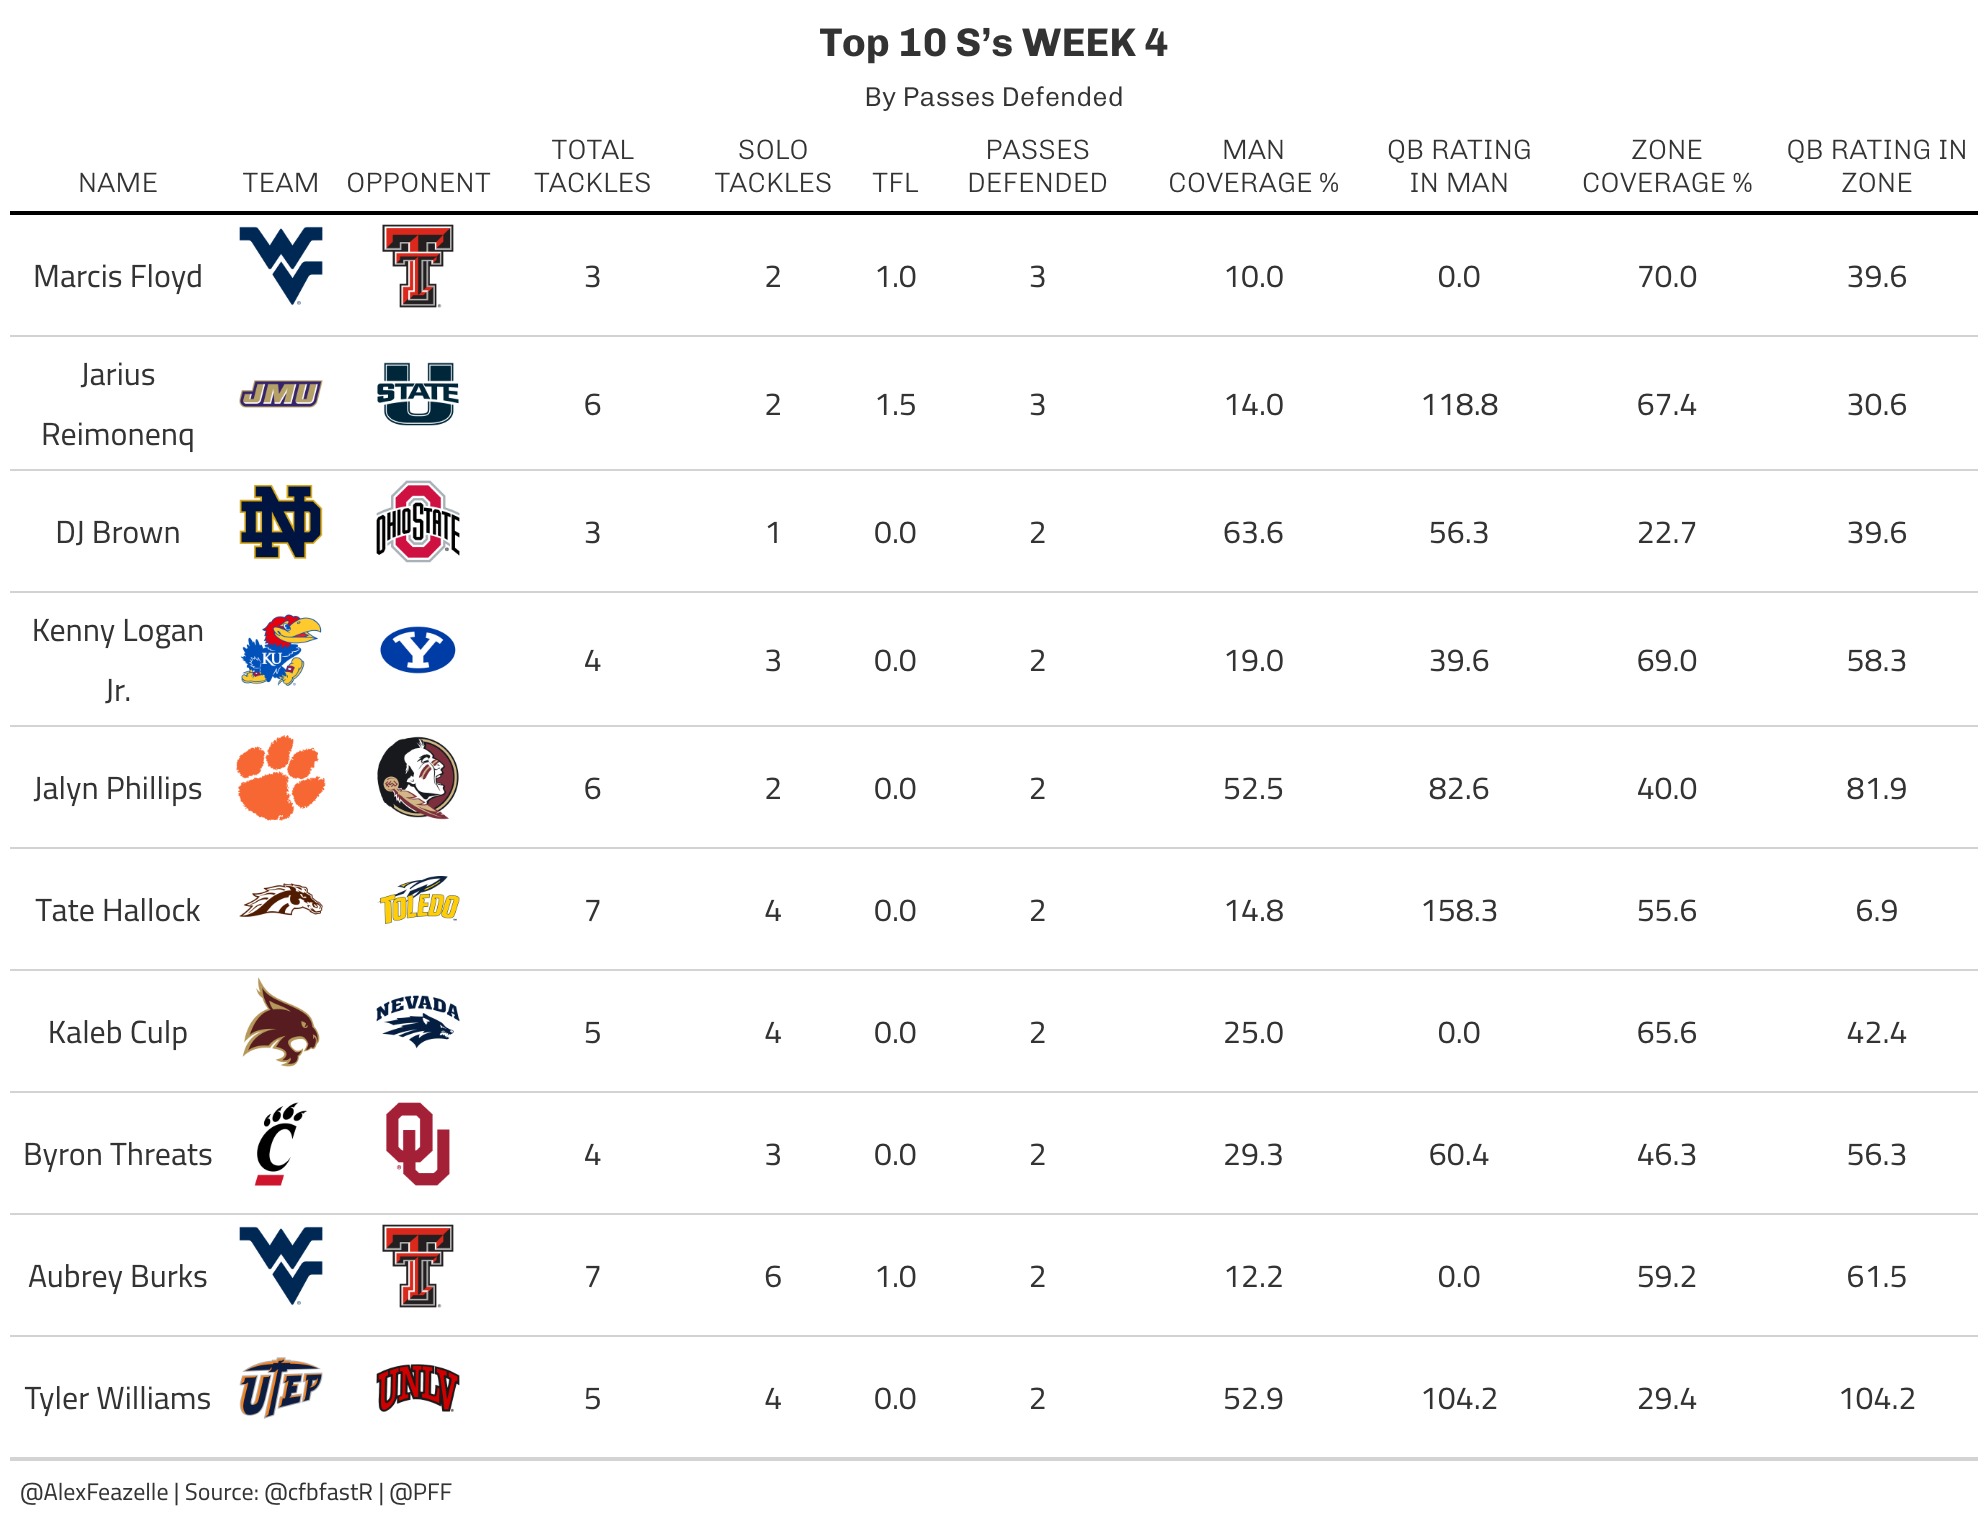 Top 10 S’s WEEK 4
By Passes Defended
NAME TEAM OPPONENT TOTAL TACKLES SOLO TACKLES TFL PASSES DEFENDED MAN COVERAGE % QB RATING IN MAN ZONE COVERAGE % QB RATING IN ZONE
Marcis Floyd WV T 3 2 1.0 3 10.0 0.0 70.0 39.6
Jarius Reimonenq JMU U STATE 6 2 1.5 3 14.0 118.8 67.4 30.6
DJ Brown ND OHIO STATE 3 1 0.0 2 63.6 56.3 22.7 39.6
Kenny Logan Jr. KU Y 4 3 0.0 2 19.0 39.6 69.0 58.3
Jalyn Phillips 6 2 0.0 2 52.5 82.6 40.0 81.9
Tate Hallock TOLEDO 7 4 0.0 2 14.8 158.3 55.6 6.9
Kaleb Culp NEVADA 5 4 0.0 2 25.0 0.0 65.6 42.4
Byron Threats C OU 4 3 0.0 2 29.3 60.4 46.3 56.3
Aubrey Burks WV T 7 6 1.0 2 12.2 0.0 59.2 61.5
Tyler Williams UTEP UNLV 5 4 0.0 2 52.9 104.2 29.4 104.2
@AlexFeazelle | Source: @cfbfastR | @PFF